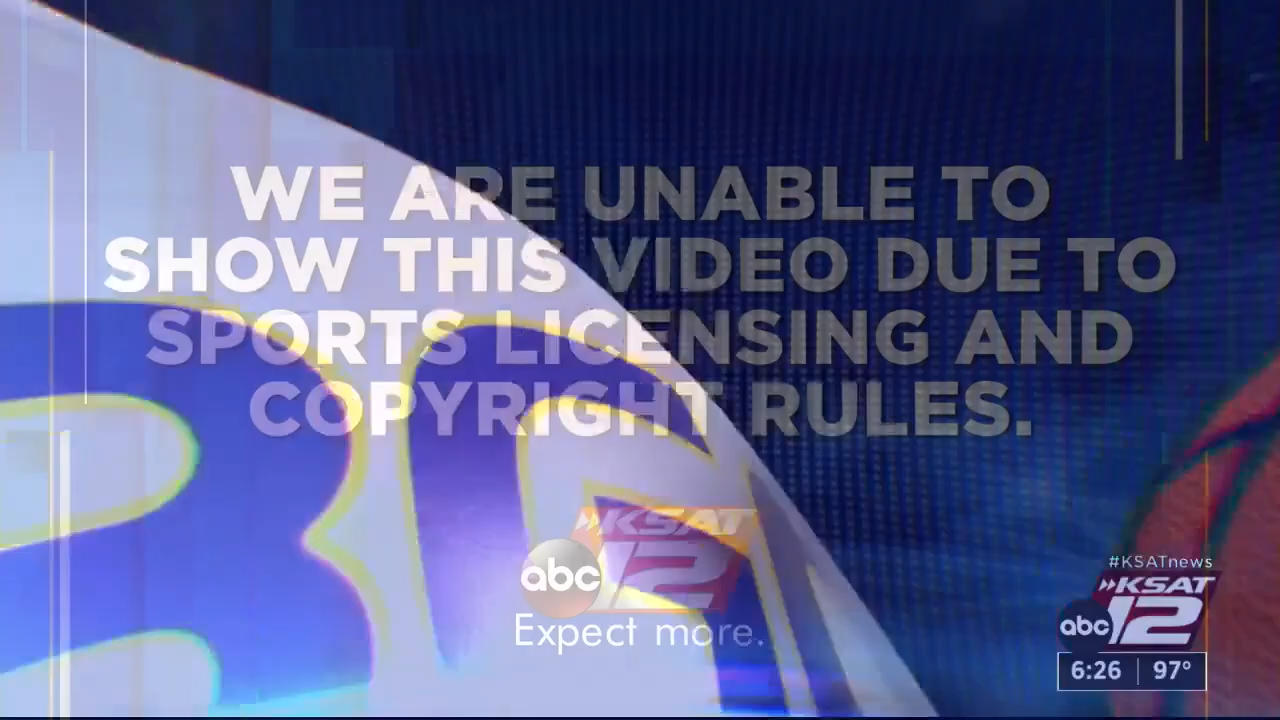 WE ARE UNABLE TO
SHOW THIS VIDEO DUE TO
SPORTS LICENSING AND
COPYRIGHT RULES.
KSAT
abc 12
Expect more.
#KSATnews
KSAT
abc 12
6:26 97°